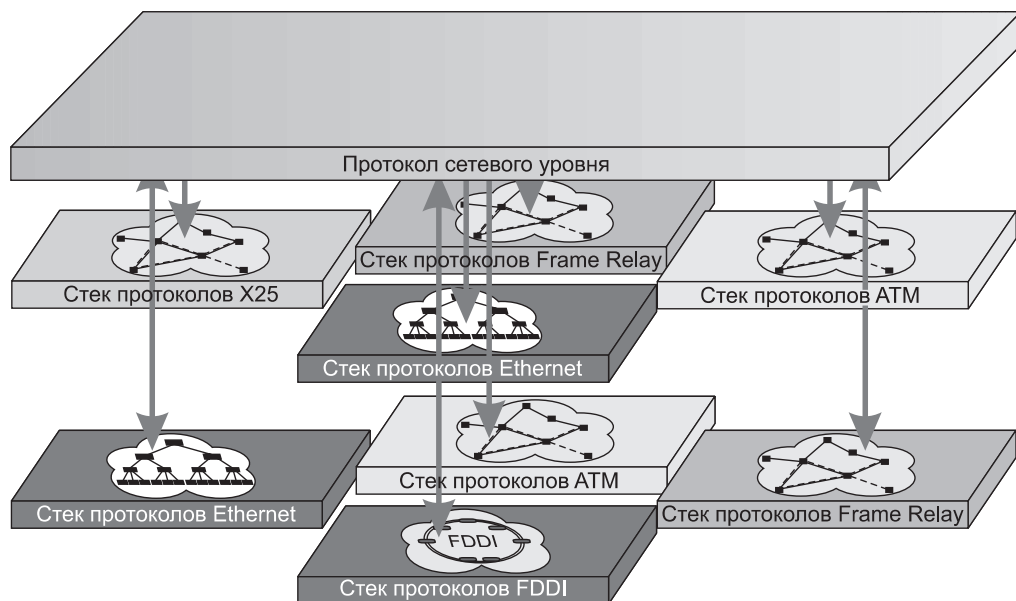 Протокол сетевого уровня
Стек протоколов Frame Relay
Стек протоколов X25
Стек протоколов ATM
Стек протоколов Ethernet
Стек протоколов ATM
Стек протоколов Ethernet
Стек протоколов Frame Relay
FDDI
Стек протоколов FDDI